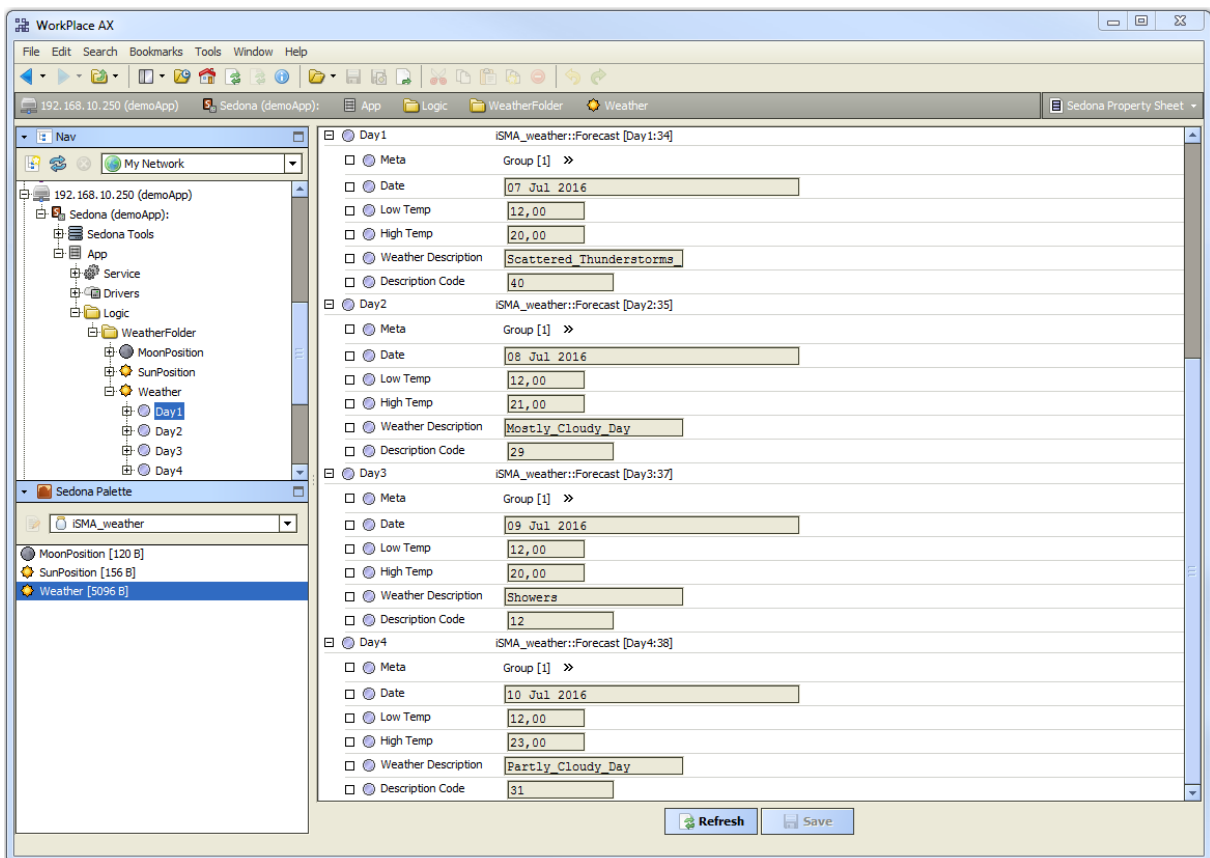 WorkPlace AX
File Edit Search Bookmarks Tools Window Help
192.168.10.250 (demoApp) Sedona (demoApp): App Logic WeatherFolder Weather Sedona Property Sheet
Nav
My Network
192.168.10.250 (demoApp)
Sedona (demoApp):
Sedona Tools
App
Service
Drivers
Logic
WeatherFolder
MoonPosition
SunPosition
Weather
Day1
Day2
Day3
Day4
Sedona Palette
iSMA_weather
MoonPosition [120 B]
SunPosition [156 B]
Weather [5096 B]
Day1 iSMA_weather::Forecast [Day1:34]
Meta Group [1] »
Date 07 Jul 2016
Low Temp 12,00
High Temp 20,00
Weather Description Scattered_Thunderstorms_
Description Code 40
Day2 iSMA_weather::Forecast [Day2:35]
Meta Group [1] »
Date 08 Jul 2016
Low Temp 12,00
High Temp 21,00
Weather Description Mostly_Cloudy_Day
Description Code 29
Day3 iSMA_weather::Forecast [Day3:37]
Meta Group [1] »
Date 09 Jul 2016
Low Temp 12,00
High Temp 20,00
Weather Description Showers
Description Code 12
Day4 iSMA_weather::Forecast [Day4:38]
Meta Group [1] »
Date 10 Jul 2016
Low Temp 12,00
High Temp 23,00
Weather Description Partly_Cloudy_Day
Description Code 31
Refresh Save